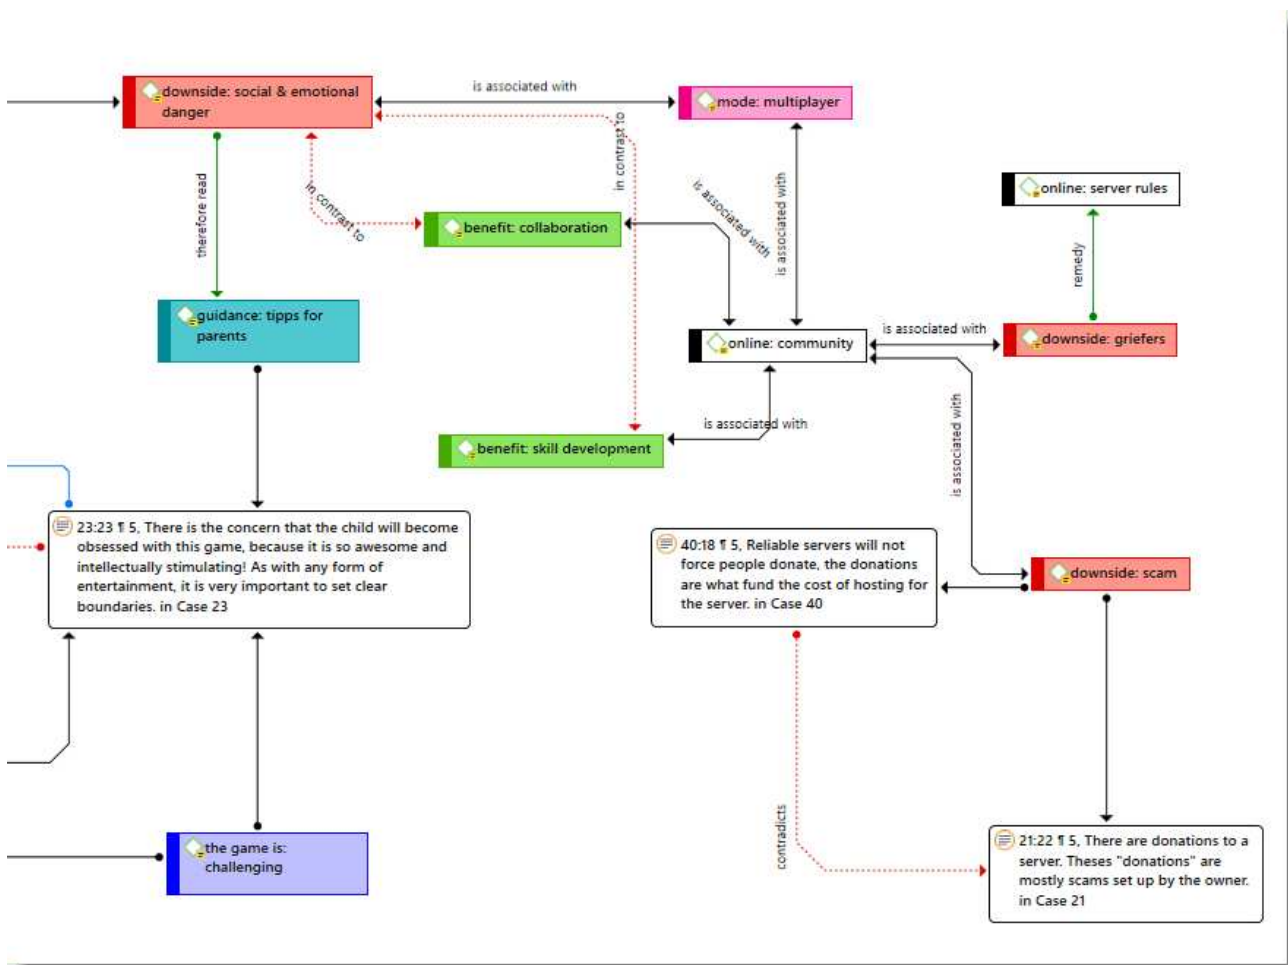 is associated with
downside: social & emotional
danger
mode: multiplayer
in contrast to
therefore read
in contrast to
is associated with
is associated with
online: server rules
benefit: collaboration
remedy
guidance: tipps for
parents
is associated with
online: community
downside: griefers
is associated with
is associated with
benefit: skill development
23:23 ¶ 5, There is the concern that the child will become
obsessed with this game, because it is so awesome and
intellectually stimulating! As with any form of
entertainment, it is very important to set clear
boundaries. in Case 23
40:18 ¶ 5, Reliable servers will not
force people donate, the donations
are what fund the cost of hosting for
the server. in Case 40
downside: scam
contradicts
the game is:
challenging
21:22 ¶ 5, There are donations to a
server. Theses "donations" are
mostly scams set up by the owner.
in Case 21